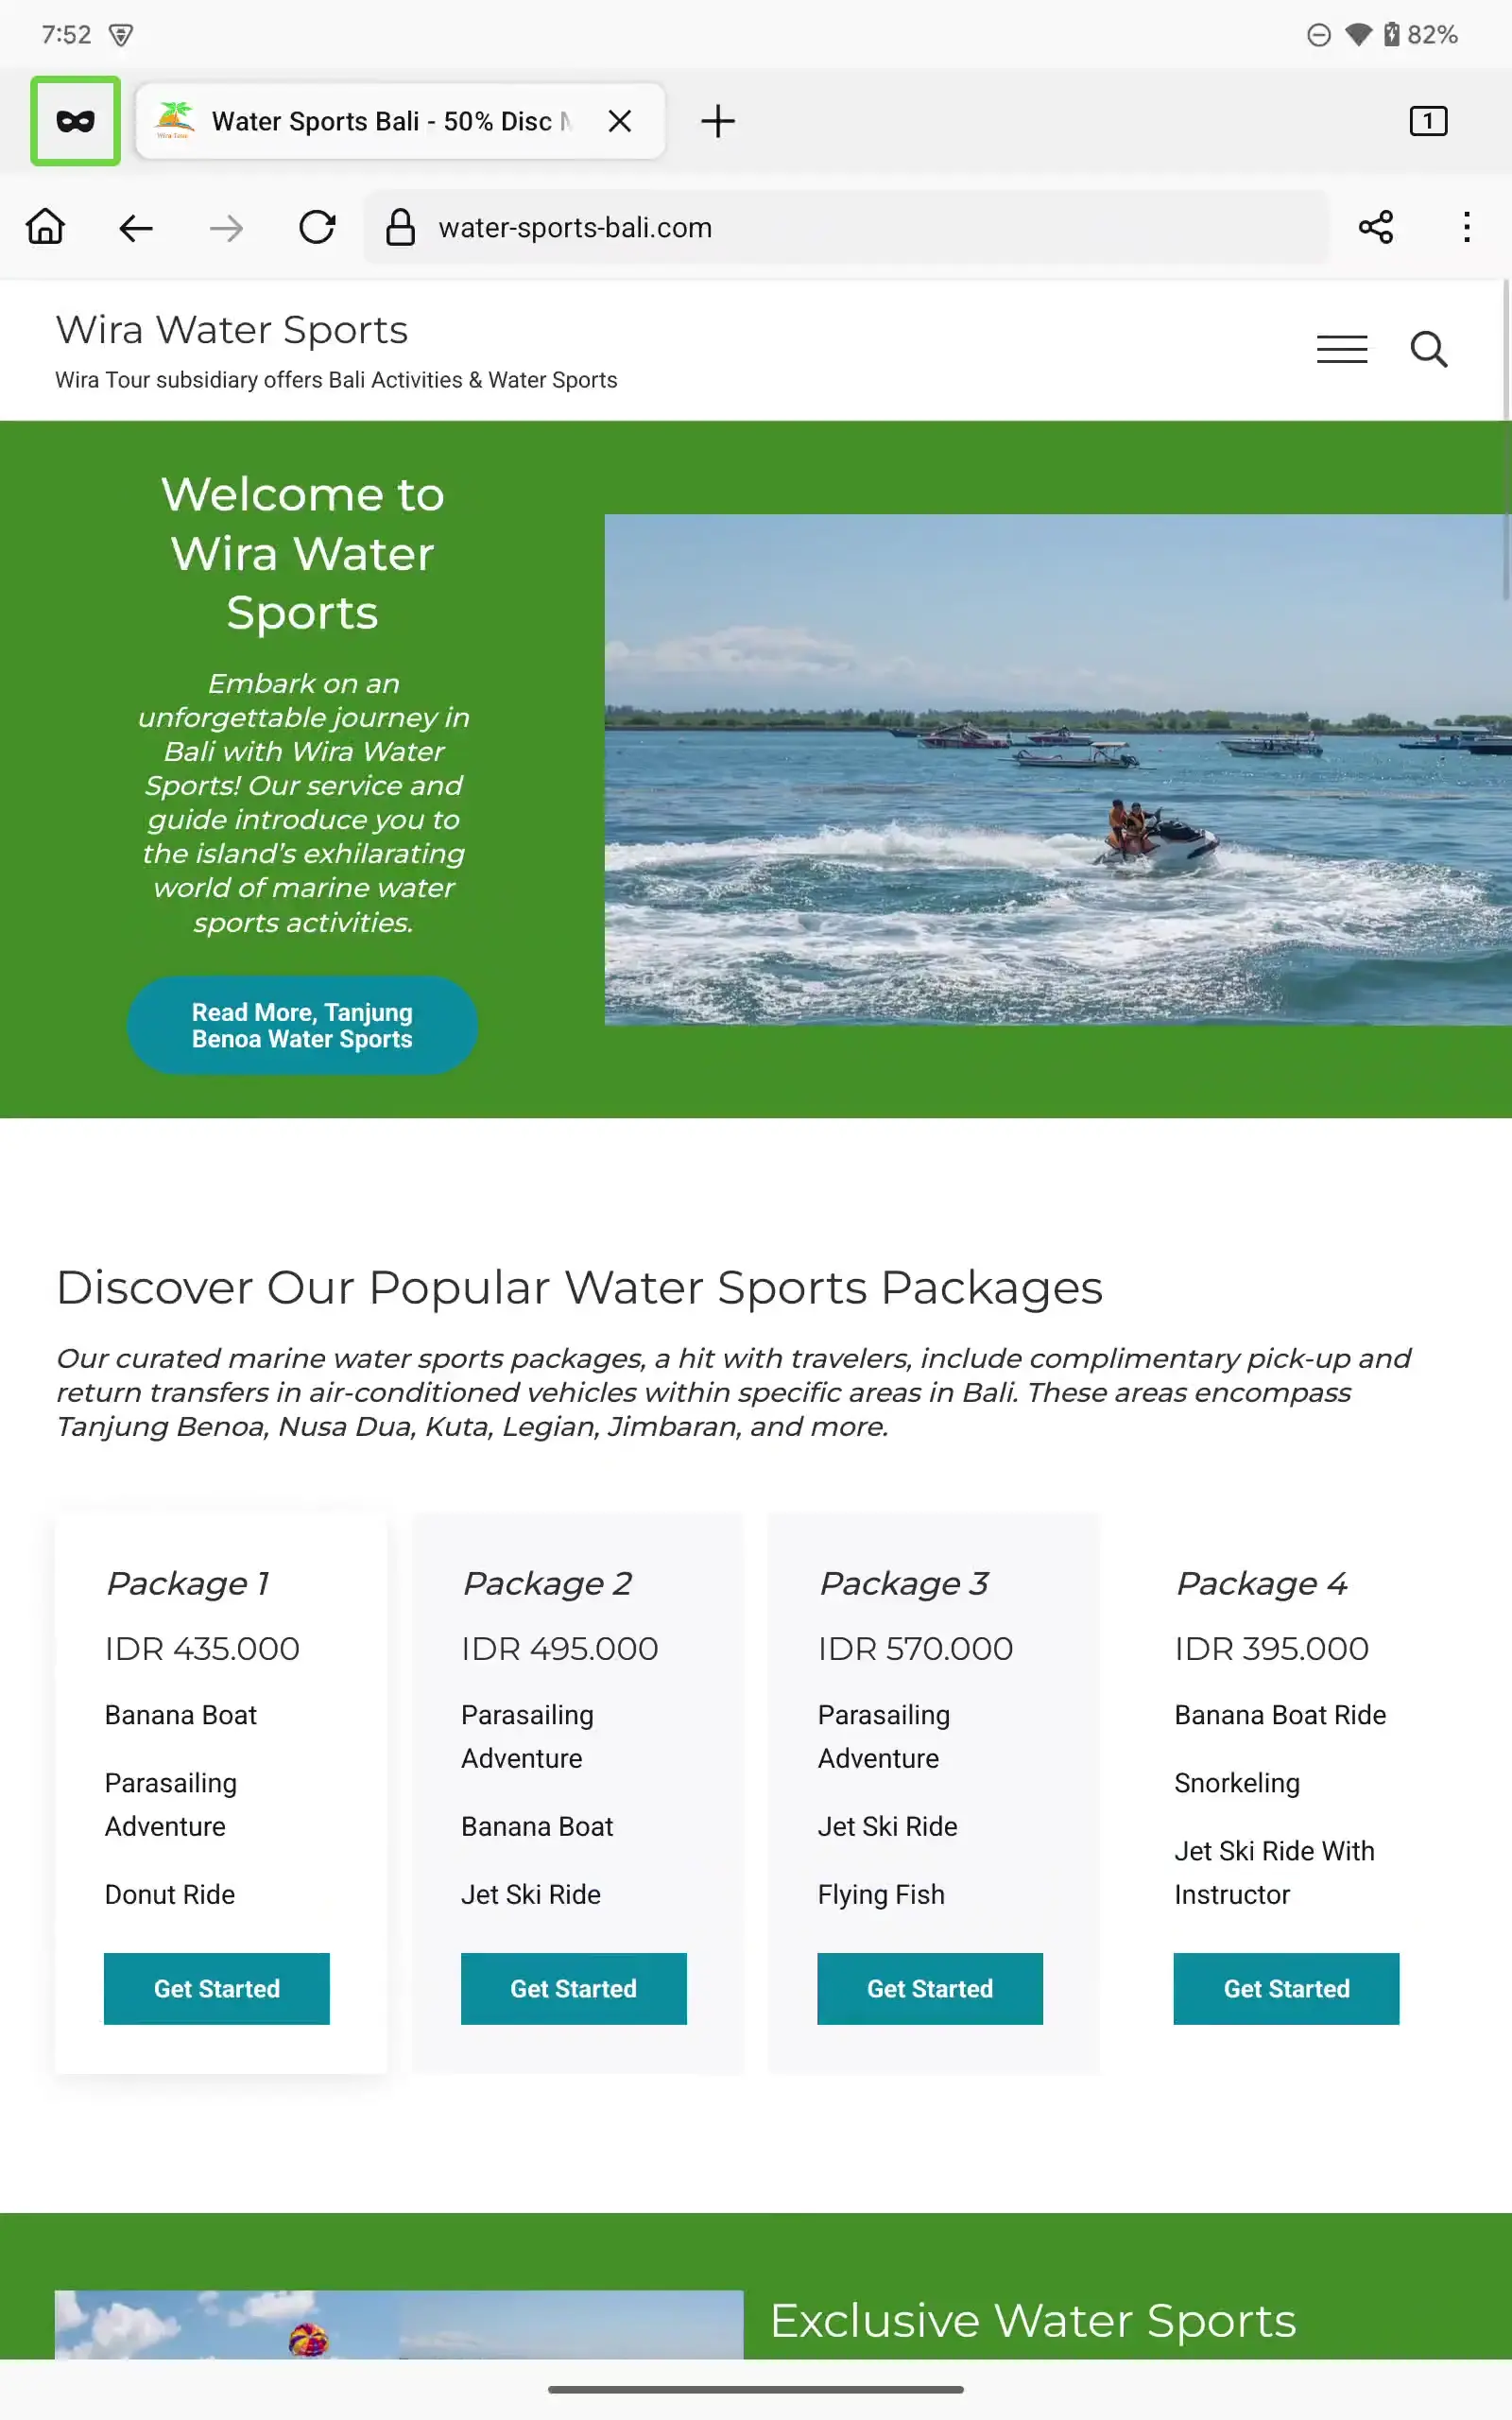 7:52
82%
Water Sports Bali - 50% Disc
1
water-sports-bali.com
Wira Water Sports
Wira Tour subsidiary offers Bali Activities & Water Sports
Welcome to
Wira Water
Sports
Embark on an
unforgettable journey in
Bali with Wira Water
Sports! Our service and
guide introduce you to
the island's exhilarating
world of marine water
sports activities.
Read More, Tanjung
Benoa Water Sports
Discover Our Popular Water Sports Packages
Our curated marine water sports packages, a hit with travelers, include complimentary pick-up and
return transfers in air-conditioned vehicles within specific areas in Bali. These areas encompass
Tanjung Benoa, Nusa Dua, Kuta, Legian, Jimbaran, and more.
Package 1
IDR 435.000
Banana Boat
Parasailing
Adventure
Donut Ride
Get Started
Package 2
IDR 495.000
Parasailing
Adventure
Banana Boat
Jet Ski Ride
Get Started
Package 3
IDR 570.000
Parasailing
Adventure
Jet Ski Ride
Flying Fish
Get Started
Package 4
IDR 395.000
Banana Boat Ride
Snorkeling
Jet Ski Ride With
Instructor
Get Started
Exclusive Water Sports